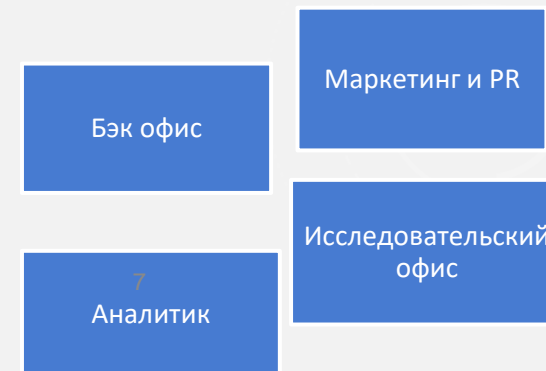 Маркетинг и PR
Бэк офис
Исследовательский
офис
7
Аналитик